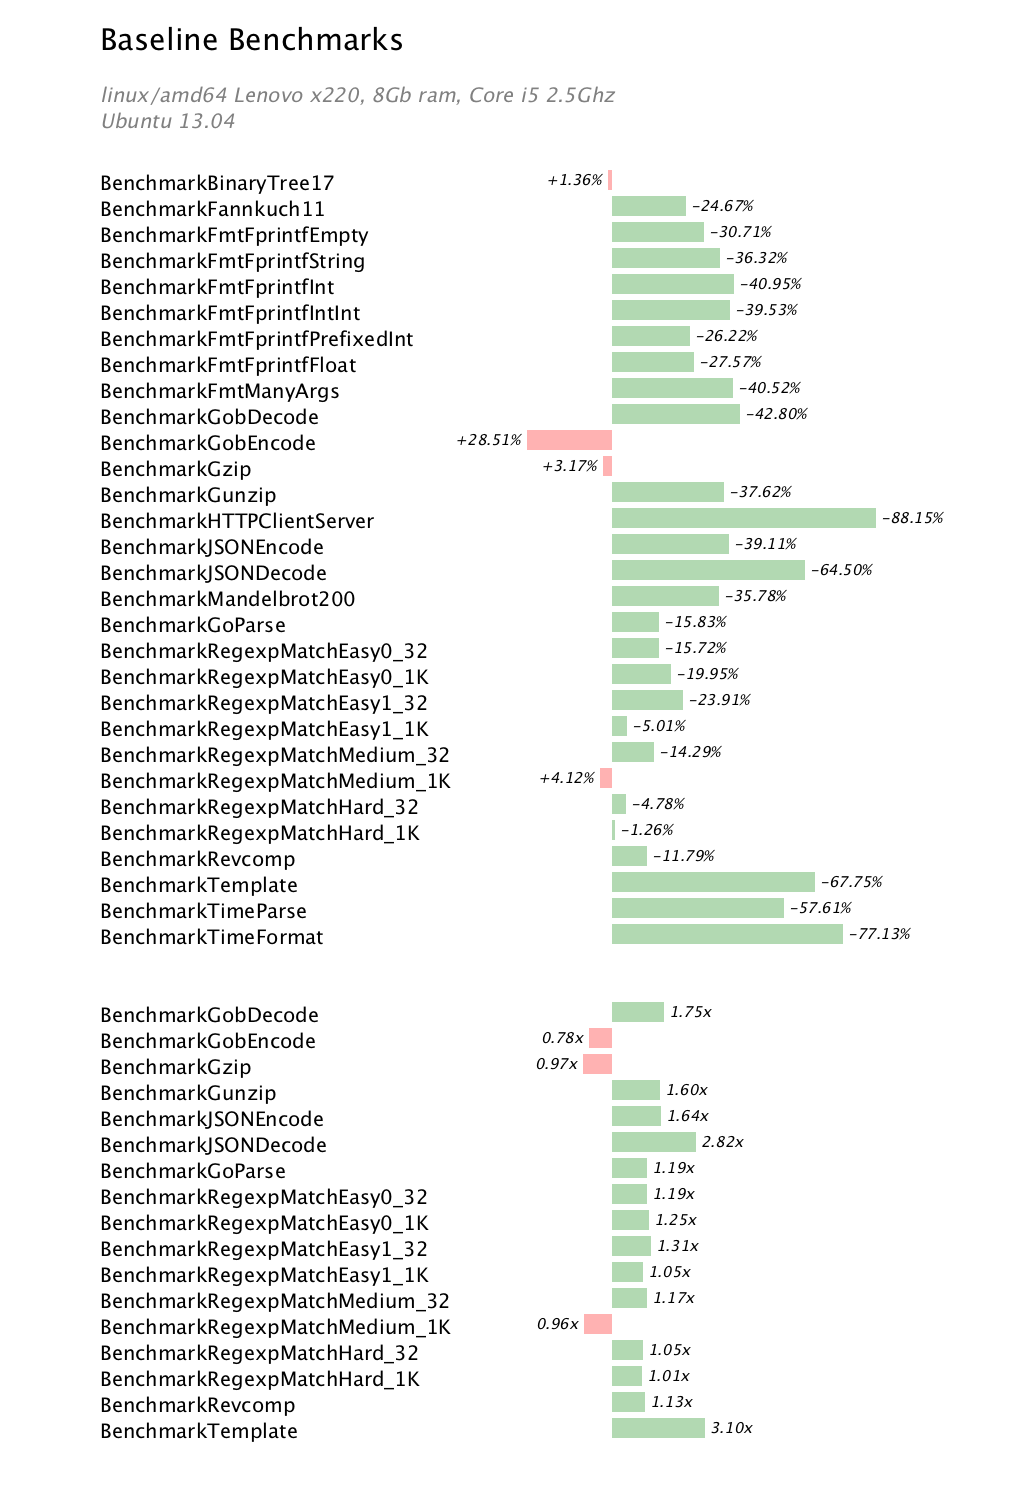 Baseline Benchmarks
linux/amd64 Lenovo x220, 8Gb ram, Core i5 2.5Ghz
Ubuntu 13.04
BenchmarkBinaryTree17 +1.36%
BenchmarkFannkuch11 -24.67%
BenchmarkFmtFprintfEmpty -30.71%
BenchmarkFmtFprintfString -36.32%
BenchmarkFmtFprintfInt -40.95%
BenchmarkFmtFprintfIntInt -39.53%
BenchmarkFmtFprintfPrefixedInt -26.22%
BenchmarkFmtFprintfFloat -27.57%
BenchmarkFmtManyArgs -40.52%
BenchmarkGobDecode -42.80%
BenchmarkGobEncode +28.51%
BenchmarkGzip +3.17%
BenchmarkGunzip -37.62%
BenchmarkHTTPClientServer -88.15%
BenchmarkJSONEncode -39.11%
BenchmarkJSONDecode -64.50%
BenchmarkMandelbrot200 -35.78%
BenchmarkGoParse -15.83%
BenchmarkRegexpMatchEasy0_32 -15.72%
BenchmarkRegexpMatchEasy0_1K -19.95%
BenchmarkRegexpMatchEasy1_32 -23.91%
BenchmarkRegexpMatchEasy1_1K -5.01%
BenchmarkRegexpMatchMedium_32 -14.29%
BenchmarkRegexpMatchMedium_1K +4.12%
BenchmarkRegexpMatchHard_32 -4.78%
BenchmarkRegexpMatchHard_1K -1.26%
BenchmarkRevcomp -11.79%
BenchmarkTemplate -67.75%
BenchmarkTimeParse -57.61%
BenchmarkTimeFormat -77.13%
BenchmarkGobDecode 1.75x
BenchmarkGobEncode 0.78x
BenchmarkGzip 0.97x
BenchmarkGunzip 1.60x
BenchmarkJSONEncode 1.64x
BenchmarkJSONDecode 2.82x
BenchmarkGoParse 1.19x
BenchmarkRegexpMatchEasy0_32 1.19x
BenchmarkRegexpMatchEasy0_1K 1.25x
BenchmarkRegexpMatchEasy1_32 1.31x
BenchmarkRegexpMatchEasy1_1K 1.05x
BenchmarkRegexpMatchMedium_32 1.17x
BenchmarkRegexpMatchMedium_1K 0.96x
BenchmarkRegexpMatchHard_32 1.05x
BenchmarkRegexpMatchHard_1K 1.01x
BenchmarkRevcomp 1.13x
BenchmarkTemplate 3.10x